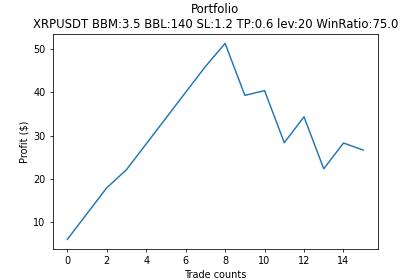 Portfolio
XRPUSDT BBM:3.5 BBL:140 SL:1.2 TP:0.6 lev:20 WinRatio:75.0
50
40
30
20
10
Profit ($)
0 2 4 6 8 10 12 14
Trade counts